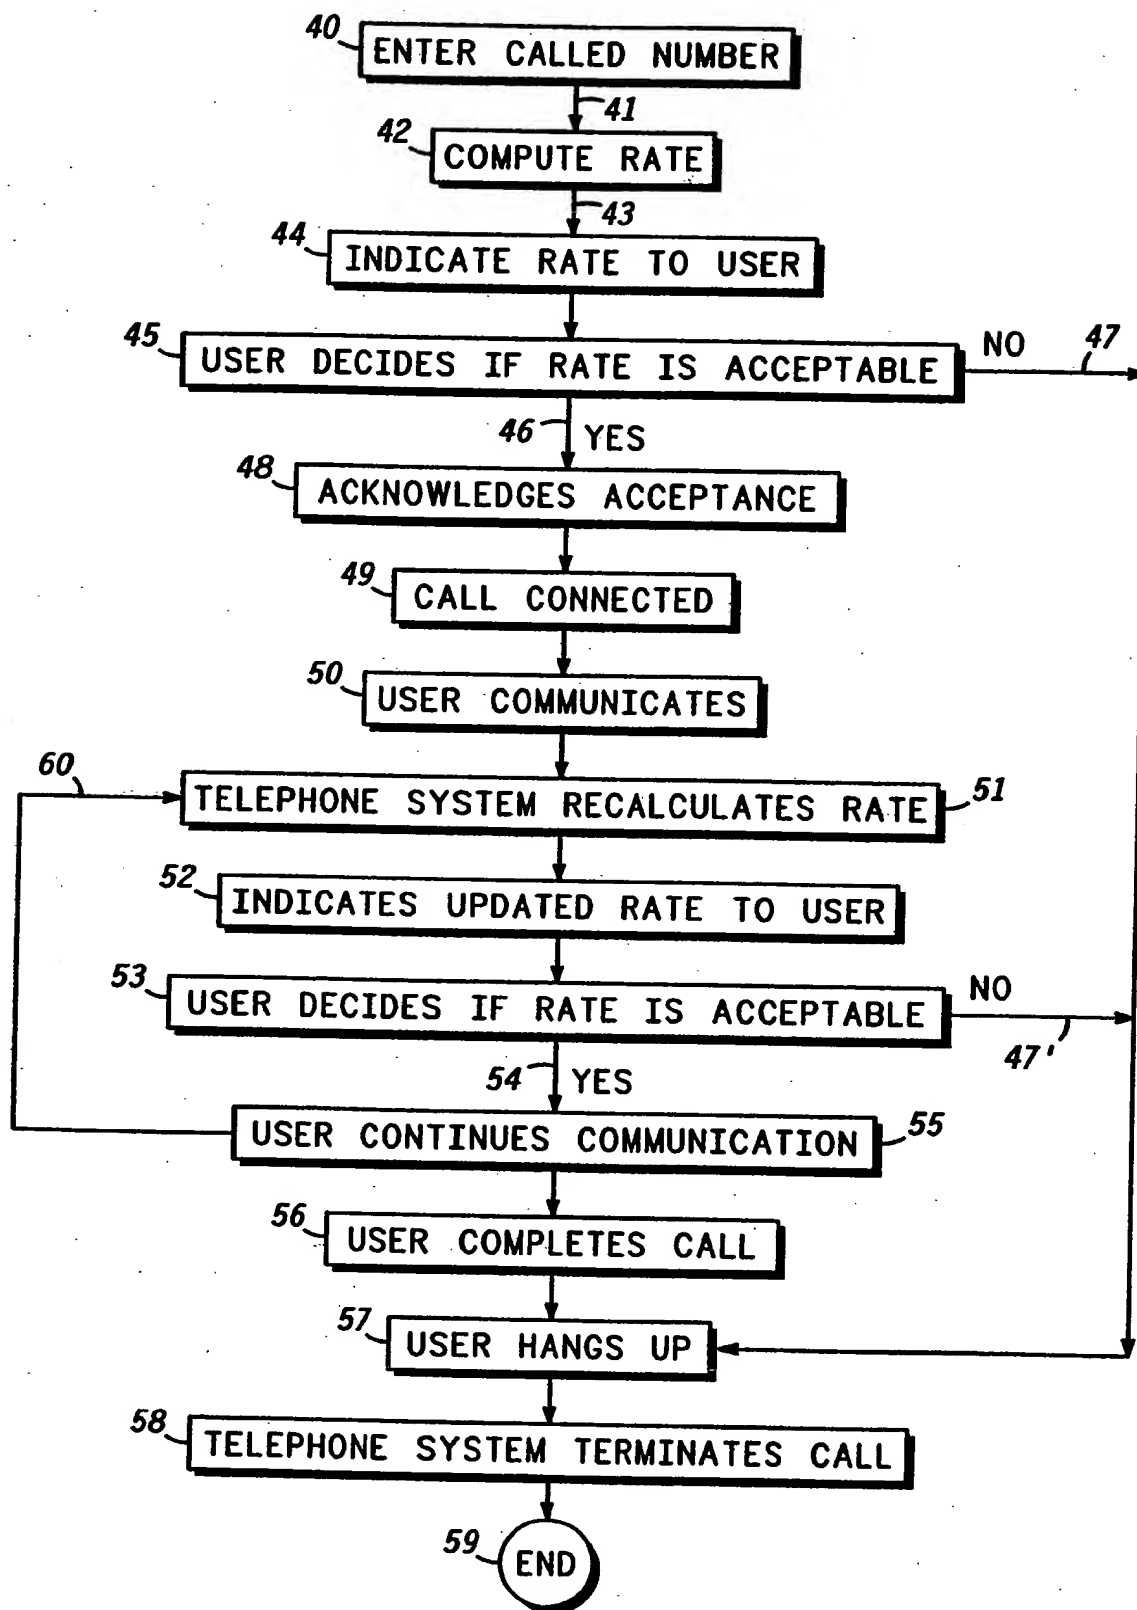 40
ENTER CALLED NUMBER
41
42
COMPUTE RATE
43
44
INDICATE RATE TO USER
45
USER DECIDES IF RATE IS ACCEPTABLE
NO
47
46
YES
48
ACKNOWLEDGES ACCEPTANCE
49
CALL CONNECTED
50
USER COMMUNICATES
60
TELEPHONE SYSTEM RECALCULATES RATE
51
52
INDICATES UPDATED RATE TO USER
53
USER DECIDES IF RATE IS ACCEPTABLE
NO
47'
54
YES
USER CONTINUES COMMUNICATION
55
56
USER COMPLETES CALL
57
USER HANGS UP
58
TELEPHONE SYSTEM TERMINATES CALL
59
END